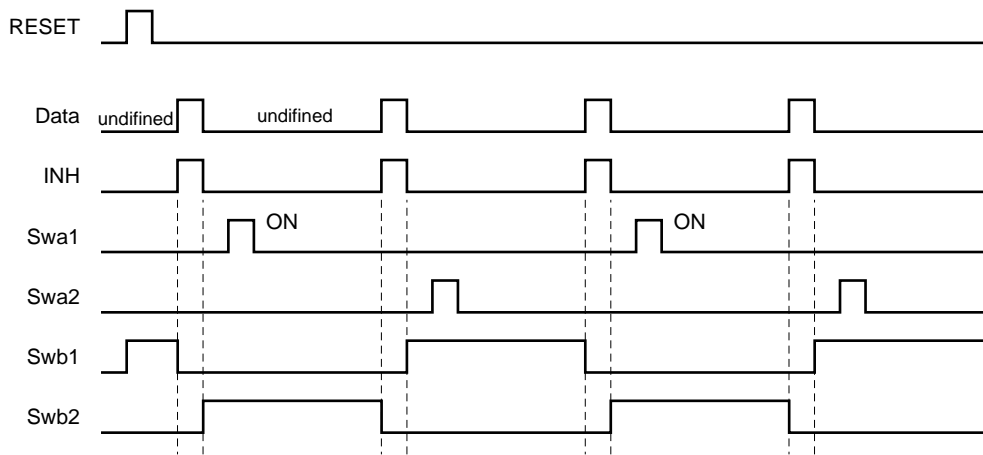 RESET
Data
undifined
undifined
INH
Swa1
ON
ON
Swa2
Swb1
Swb2